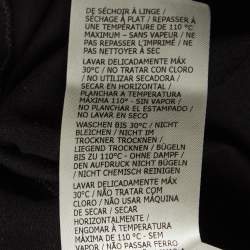 DE SÉCHOIR À LINGE /
SÉCHAGE À PLAT / REPASSER À
UNE TEMPÉRATURE DE 110 °C
MAXIMUM – SANS VAPEUR / NE
PAS REPASSER L'IMPRIMÉ / NE
PAS NETTOYER À SEC
LAVAR DELICADAMENTE MÁX
30°C / NO TRATAR CON CLORO
/ NO UTILIZAR SECADORA /
SECAR EN HORIZONTAL /
PLANCHAR A TEMPERATURA
MÁXIMA 110° - SIN VAPOR /
NO PLANCHAR EL ESTAMPADO
/ NO LAVAR EN SECO
WASCHEN BIS 30°C / NICHT
BLEICHEN / NICHT IM
TROCKNER TROCKNEN /
LIEGEND TROCKNEN / BÜGELN
BIS ZU 110°C - OHNE DAMPF /
DEN AUFDRUCK NICHT BÜGELN
/ NICHT CHEMISCH REINIGEN
LAVAR DELICADAMENTE MÁX
30°C / NÃO TRATAR COM
CLORO / NÃO USAR MÁQUINA
DE SECAR / SECAR
HORIZONTALMENTE /
ENGOMAR À TEMPERATURA
MÁXIMA DE 110 °C - SEM
VAPOR / NÃO PASSAR FERRO